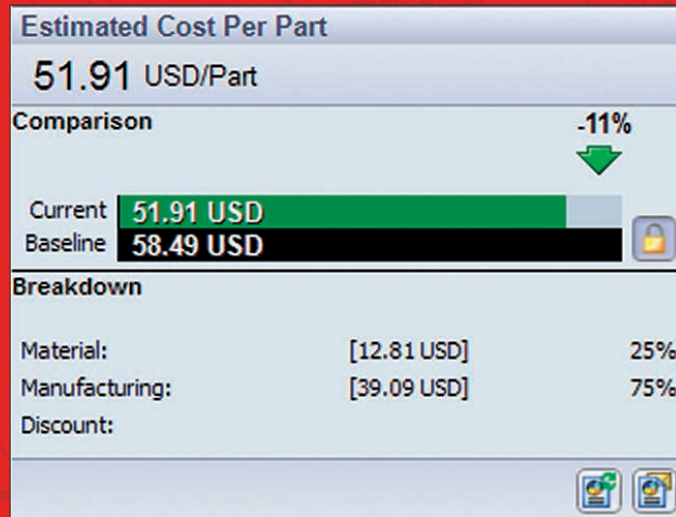 Estimated Cost Per Part
51.91 USD/Part
Comparison -11%
Current 51.91 USD
Baseline 58.49 USD
Breakdown
Material: [12.81 USD] 25%
Manufacturing: [39.09 USD] 75%
Discount: